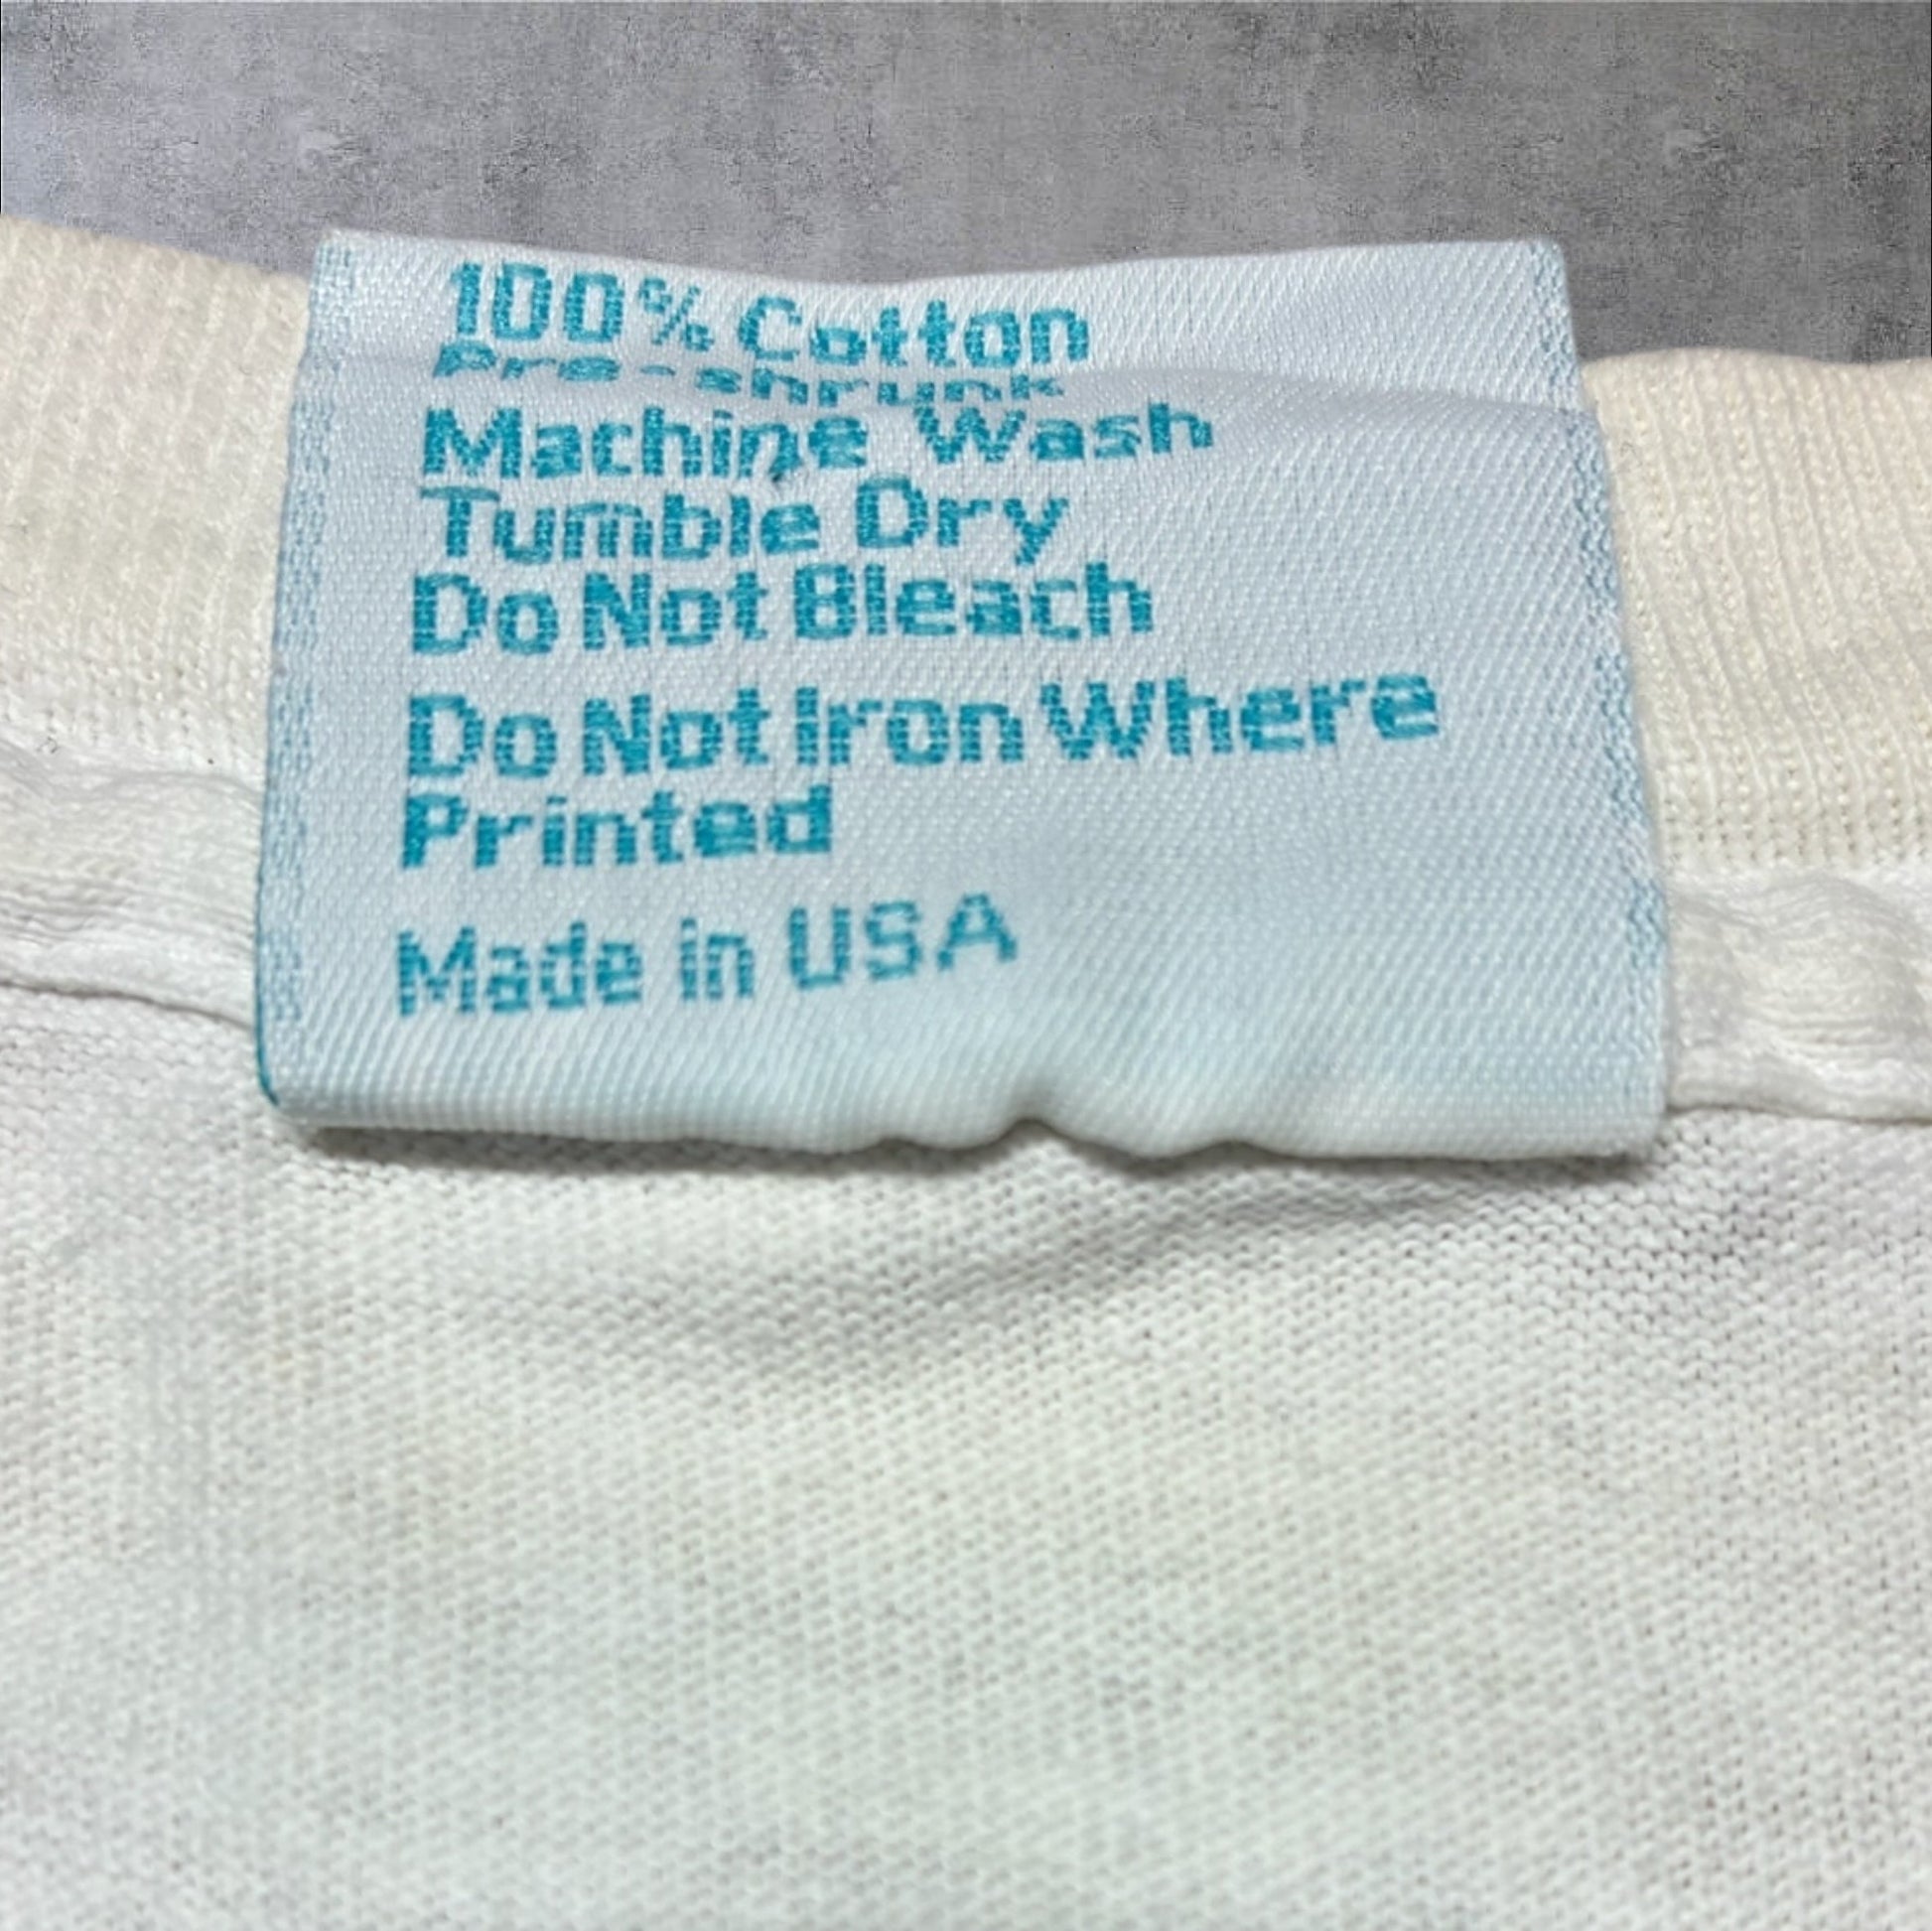 100% Cotton
Pre-shrunk
Machine Wash
Tumble Dry
Do Not Bleach
Do Not Iron Where
Printed
Made in USA